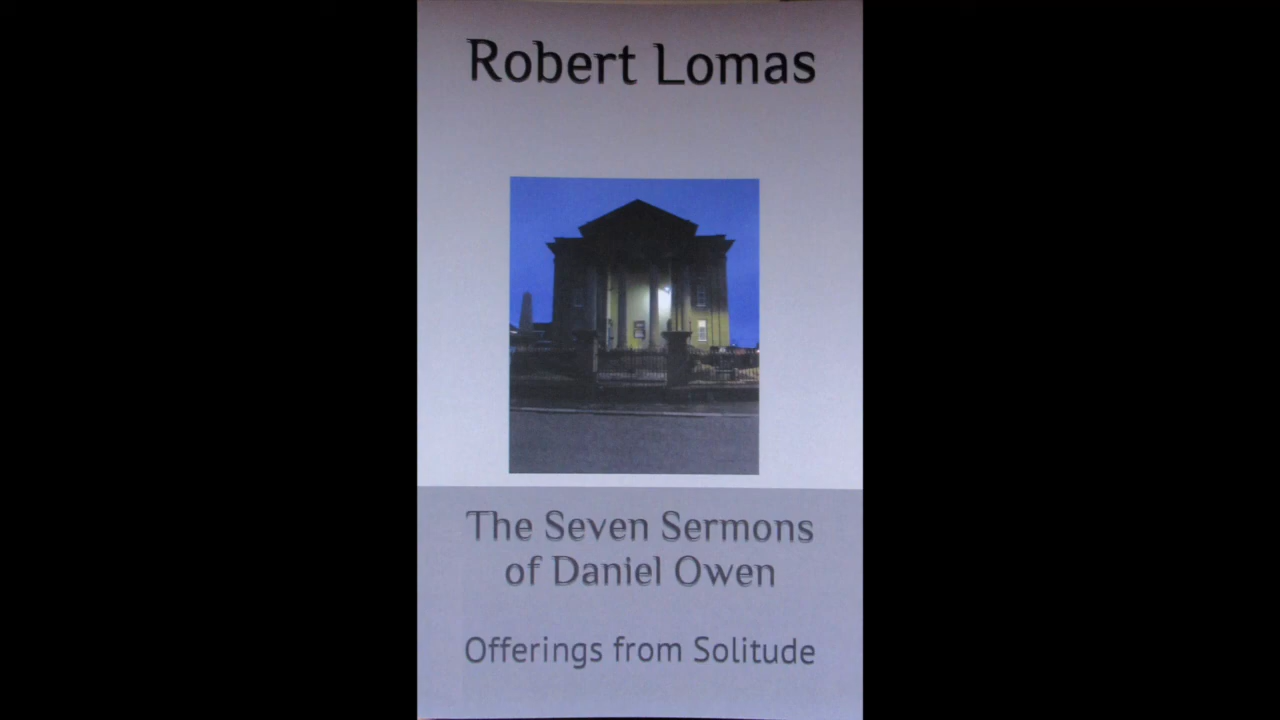 Robert Lomas
The Seven Sermons
of Daniel Owen
Offerings from Solitude